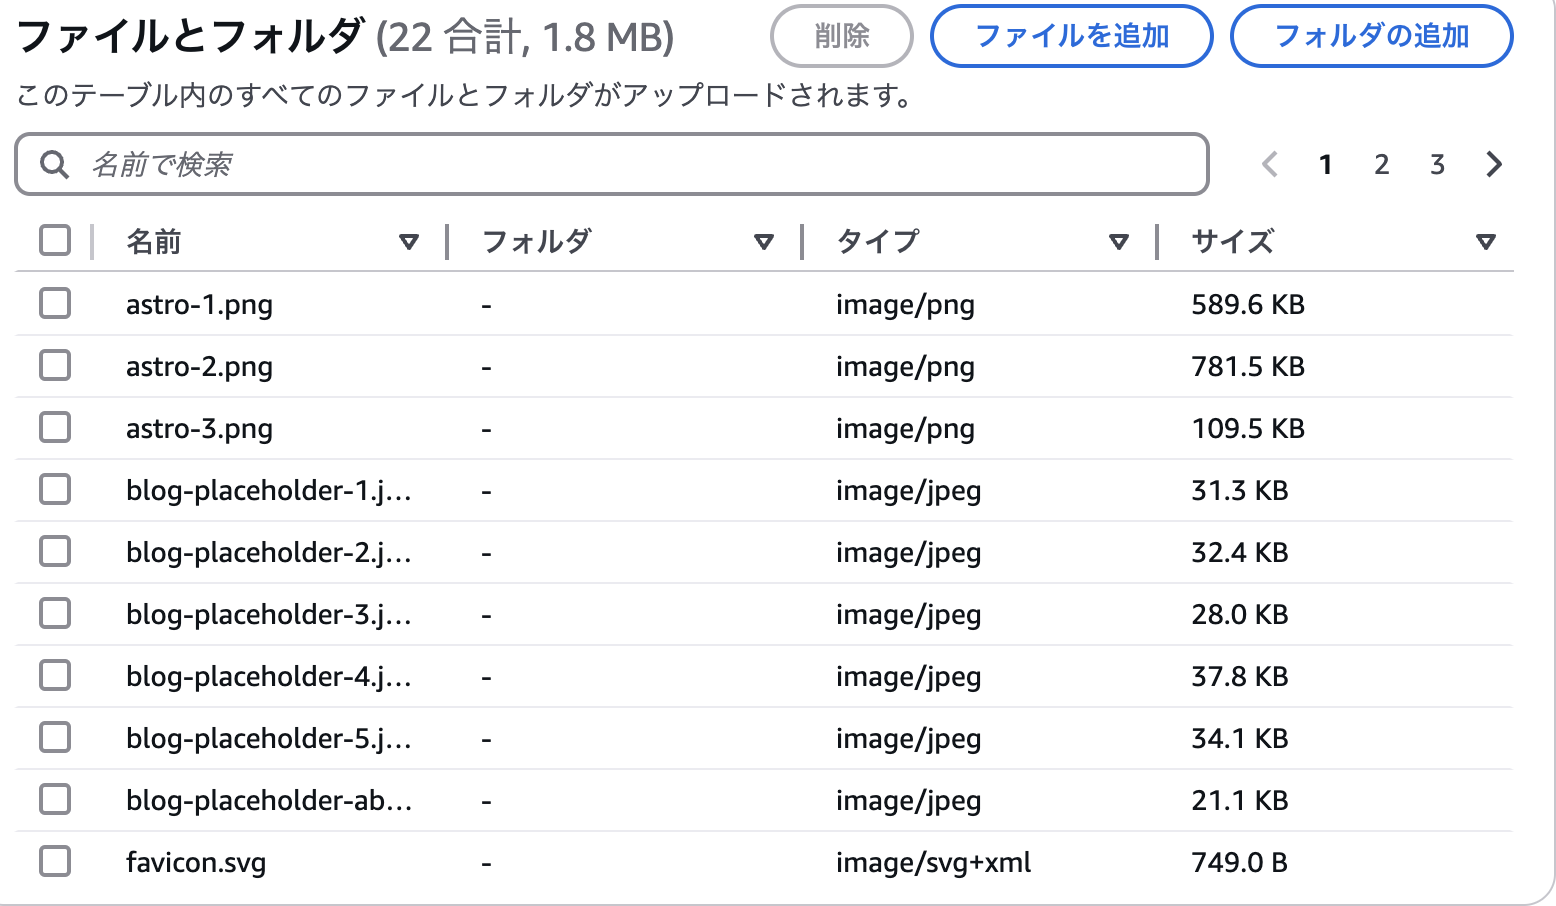 ファイルとフォルダ (22 合計, 1.8 MB) 削除 ファイルを追加 フォルダの追加
このテーブル内のすべてのファイルとフォルダがアップロードされます。
名前で検索 1 2 3
名前 フォルダ タイプ サイズ
astro-1.png - image/png 589.6 KB
astro-2.png - image/png 781.5 KB
astro-3.png - image/png 109.5 KB
blog-placeholder-1.j... - image/jpeg 31.3 KB
blog-placeholder-2.j... - image/jpeg 32.4 KB
blog-placeholder-3.j... - image/jpeg 28.0 KB
blog-placeholder-4.j... - image/jpeg 37.8 KB
blog-placeholder-5.j... - image/jpeg 34.1 KB
blog-placeholder-ab... - image/jpeg 21.1 KB
favicon.svg - image/svg+xml 749.0 B